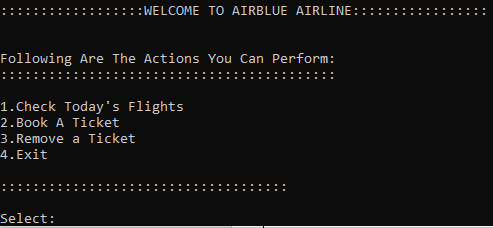 ::::::::::::::::::WELCOME TO AIRBLUE AIRLINE:::::::::::::::::
Following Are The Actions You Can Perform:
::::::::::::::::::::::::::::::::::::::::::
1.Check Today's Flights
2.Book A Ticket
3.Remove a Ticket
4.Exit
::::::::::::::::::::::::::::::::::::
Select: